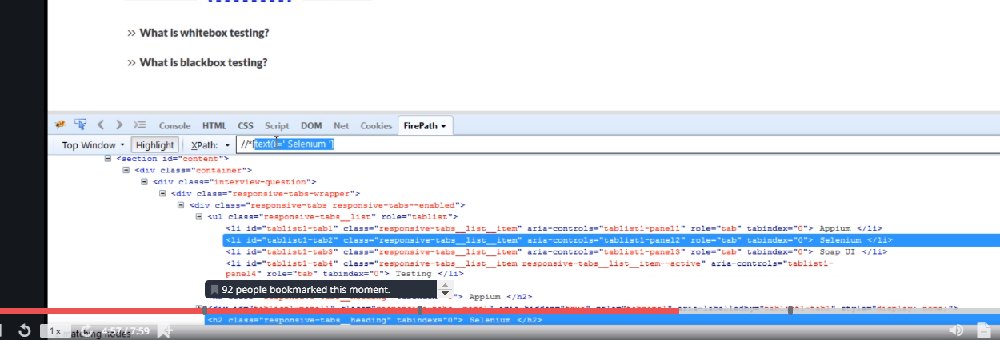 >> What is whitebox testing?
>> What is blackbox testing?
Console HTML CSS Script DOM Net Cookies FirePath
Top Window Highlight XPath: //*[text()=' Selenium ']
<section id="content">
<div class="container">
<div class="interview-question">
<div class="responsive-tabs-wrapper">
<div class="responsive-tabs responsive-tabs--enabled">
<ul class="responsive-tabs__list" role="tablist">
<li id="tablist1-tab1" class="responsive-tabs__list__item" aria-controls="tablist1-panel1" role="tab" tabindex="0"> Appium </li>
<li id="tablist1-tab2" class="responsive-tabs__list__item" aria-controls="tablist1-panel2" role="tab" tabindex="0"> Selenium </li>
<li id="tablist1-tab3" class="responsive-tabs__list__item" aria-controls="tablist1-panel3" role="tab" tabindex="0"> Soap UI </li>
<li id="tablist1-tab4" class="responsive-tabs__list__item responsive-tabs__list__item--active" aria-controls="tablist1-
panel4" role="tab" tabindex="0"> Testing </li>
92 people bookmarked this moment.
"> Appium </h2>
<h2 class="responsive-tabs__heading" tabindex="0"> Selenium </h2>
1× 4:57 / 7:59
matching nodes